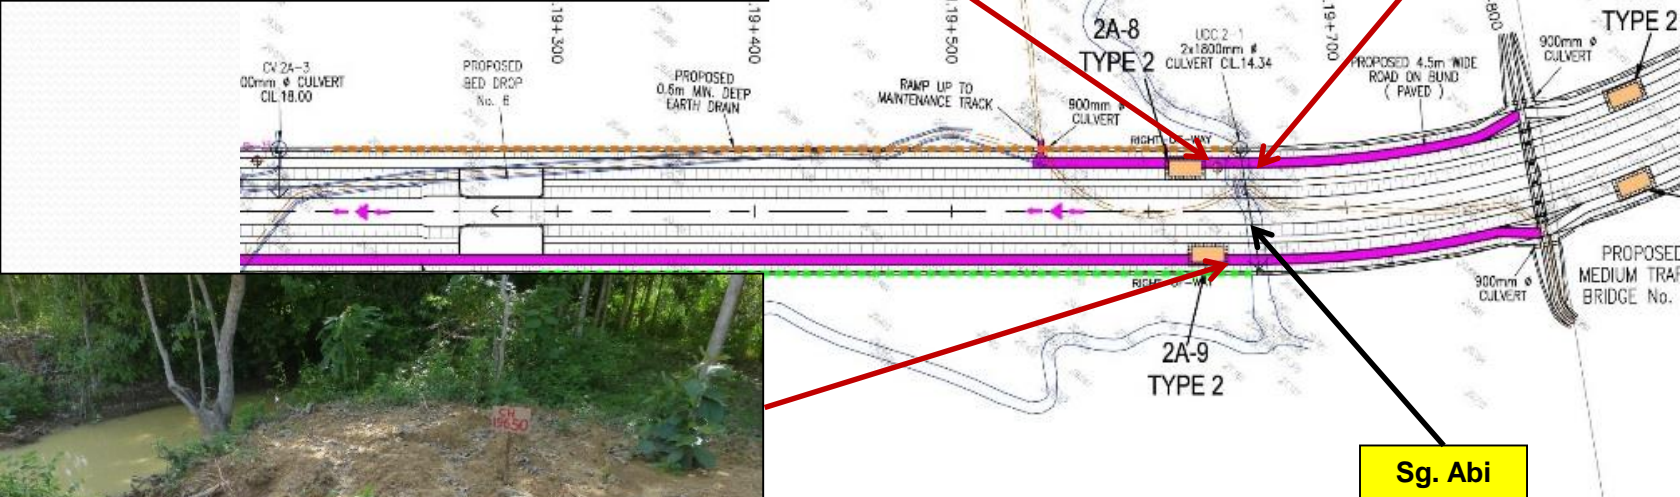 19+300
19+400
19+500
19+700
TYPE 2
2A-8
TYPE 2
UCC 2-1
2x1800mm ø
CULVERT CIL.14.34
900mm ø
CULVERT
CV 2A-3
00mm ø CULVERT
CIL.18.00
PROPOSED
BED DROP
No. 6
PROPOSED
0.6m MIN. DEEP
EARTH DRAIN
RAMP UP TO
MAINTENANCE TRACK
900mm ø
CULVERT
PROPOSED 4.5m WIDE
ROAD ON BUND
( PAVED )
RIGHT-OF-WAY
RIGHT-OF-WAY
900mm ø
CULVERT
PROPOSED
MEDIUM TRA
BRIDGE No.
2A-9
TYPE 2
CH
19650
Sg. Abi